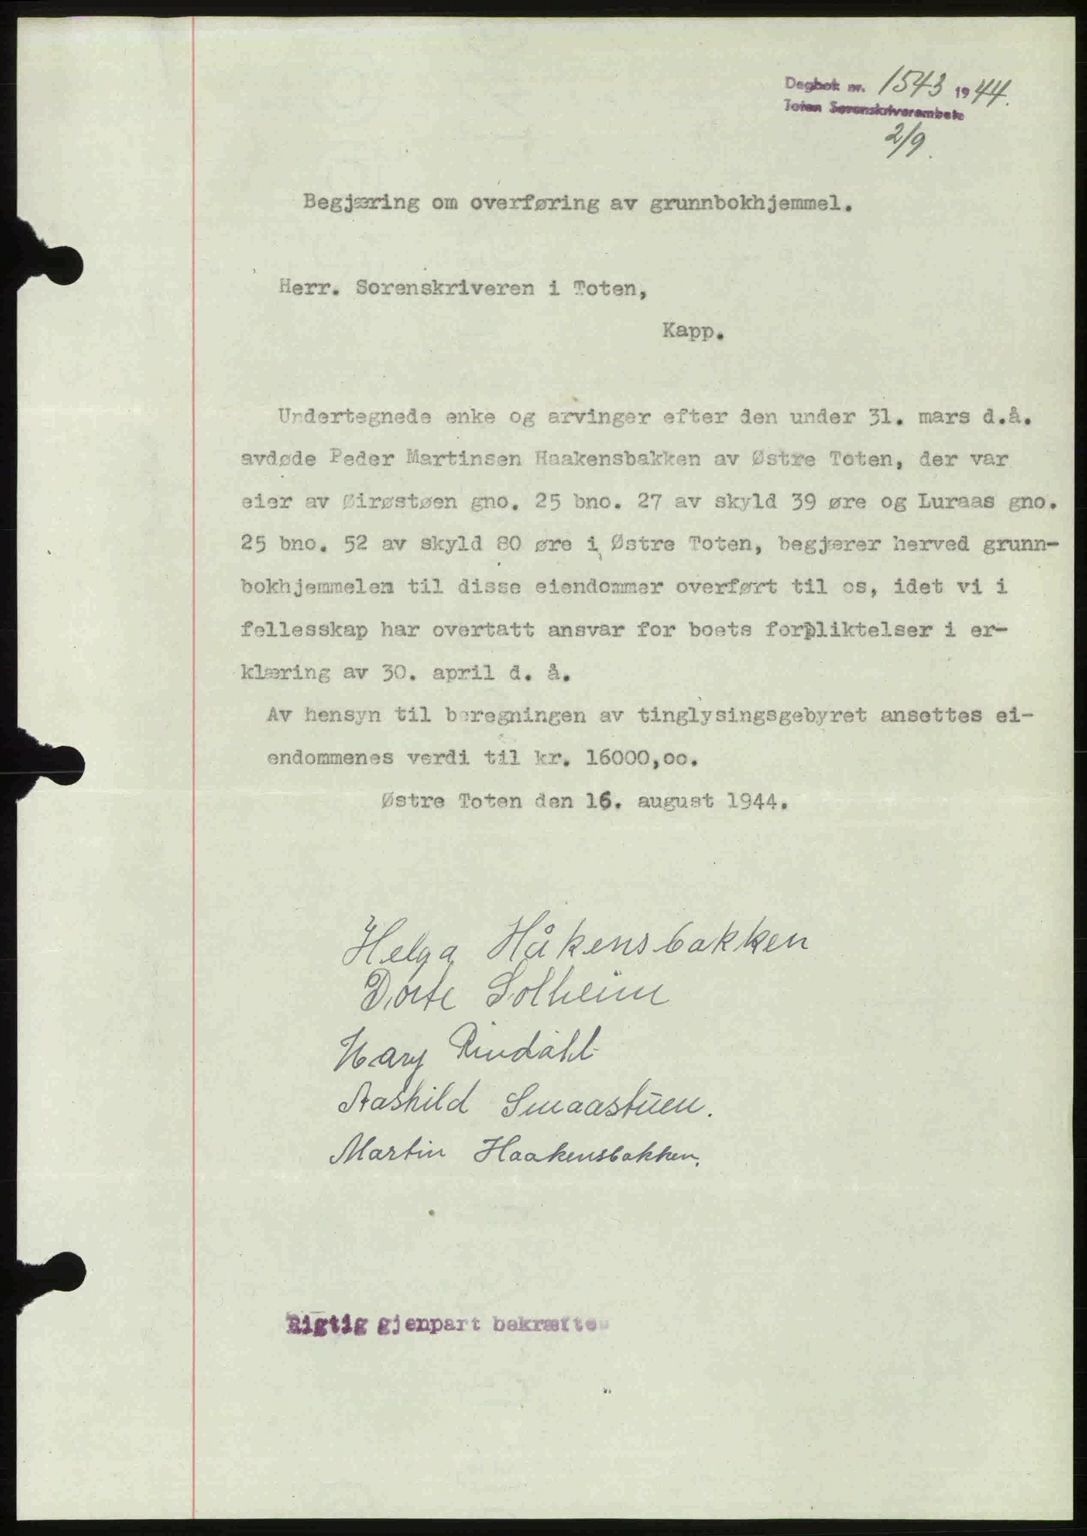 Dagbok nr. 1543 1944.
Toten Sorenskriverembete
2/9.
Begjæring om overføring av grunnbokhjemmel.
Herr. Sorenskriveren i Toten,
Kapp.
Undertegnede enke og arvinger efter den under 31. mars d.å.
avdøde Peder Martinsen Haakensbakken av Østre Toten, der var
eier av Øirøstøen gno. 25 bno. 27 av skyld 39 øre og Luraas gno.
25 bno. 52 av skyld 80 øre i Østre Toten, begjærer herved grunn-
bokhjemmelen til disse eiendommer overført til os, idet vi i
fellesskap har overtatt ansvar for boets forpliktelser i er-
klæring av 30. april d. å.
Av hensyn til beregningen av tinglysingsgebyret ansettes ei-
endommenes verdi til kr. 16000,oo.
Østre Toten den 16. august 1944.
Helga Håkensbakken
Dorte Solheim
Mary Rindahl
Aashild Smaastuen.
Martin Haakensbakken.
Rigtig gjenpart bekræftes